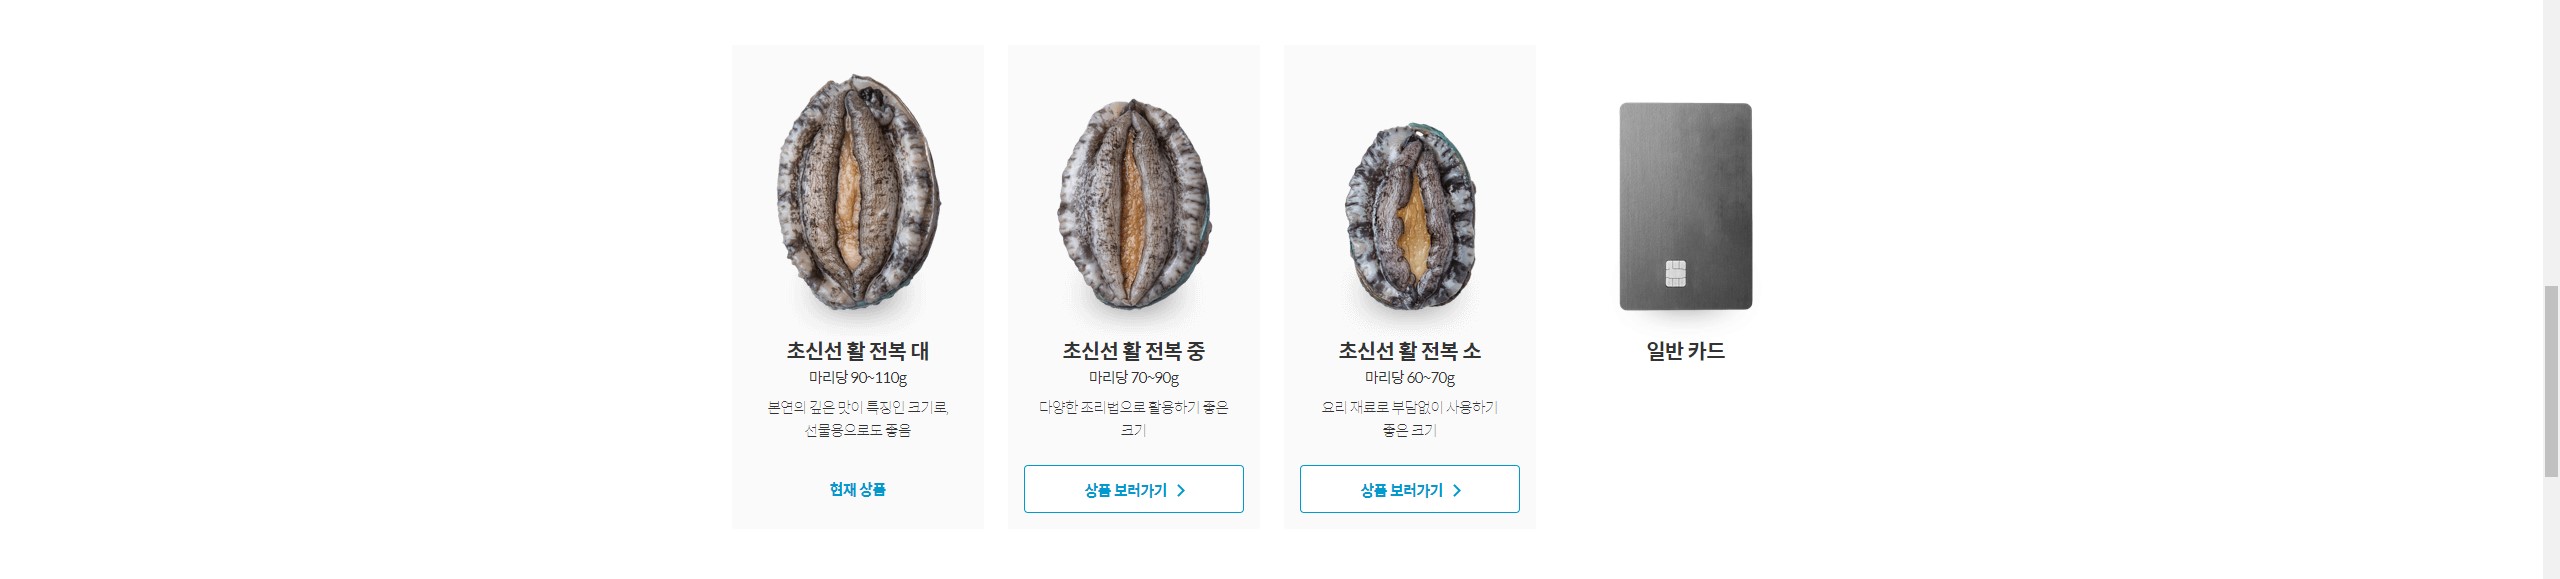 초신선 활 전복 대
마리당 90~110g
본연의 깊은 맛이 특징인 크기로,
선물용으로도 좋음
현재 상품
초신선 활 전복 중
마리당 70~90g
다양한 조리법으로 활용하기 좋은
크기
상품 보러가기
초신선 활 전복 소
마리당 60~70g
요리 재료로 부담없이 사용하기
좋은 크기
상품 보러가기
일반 카드